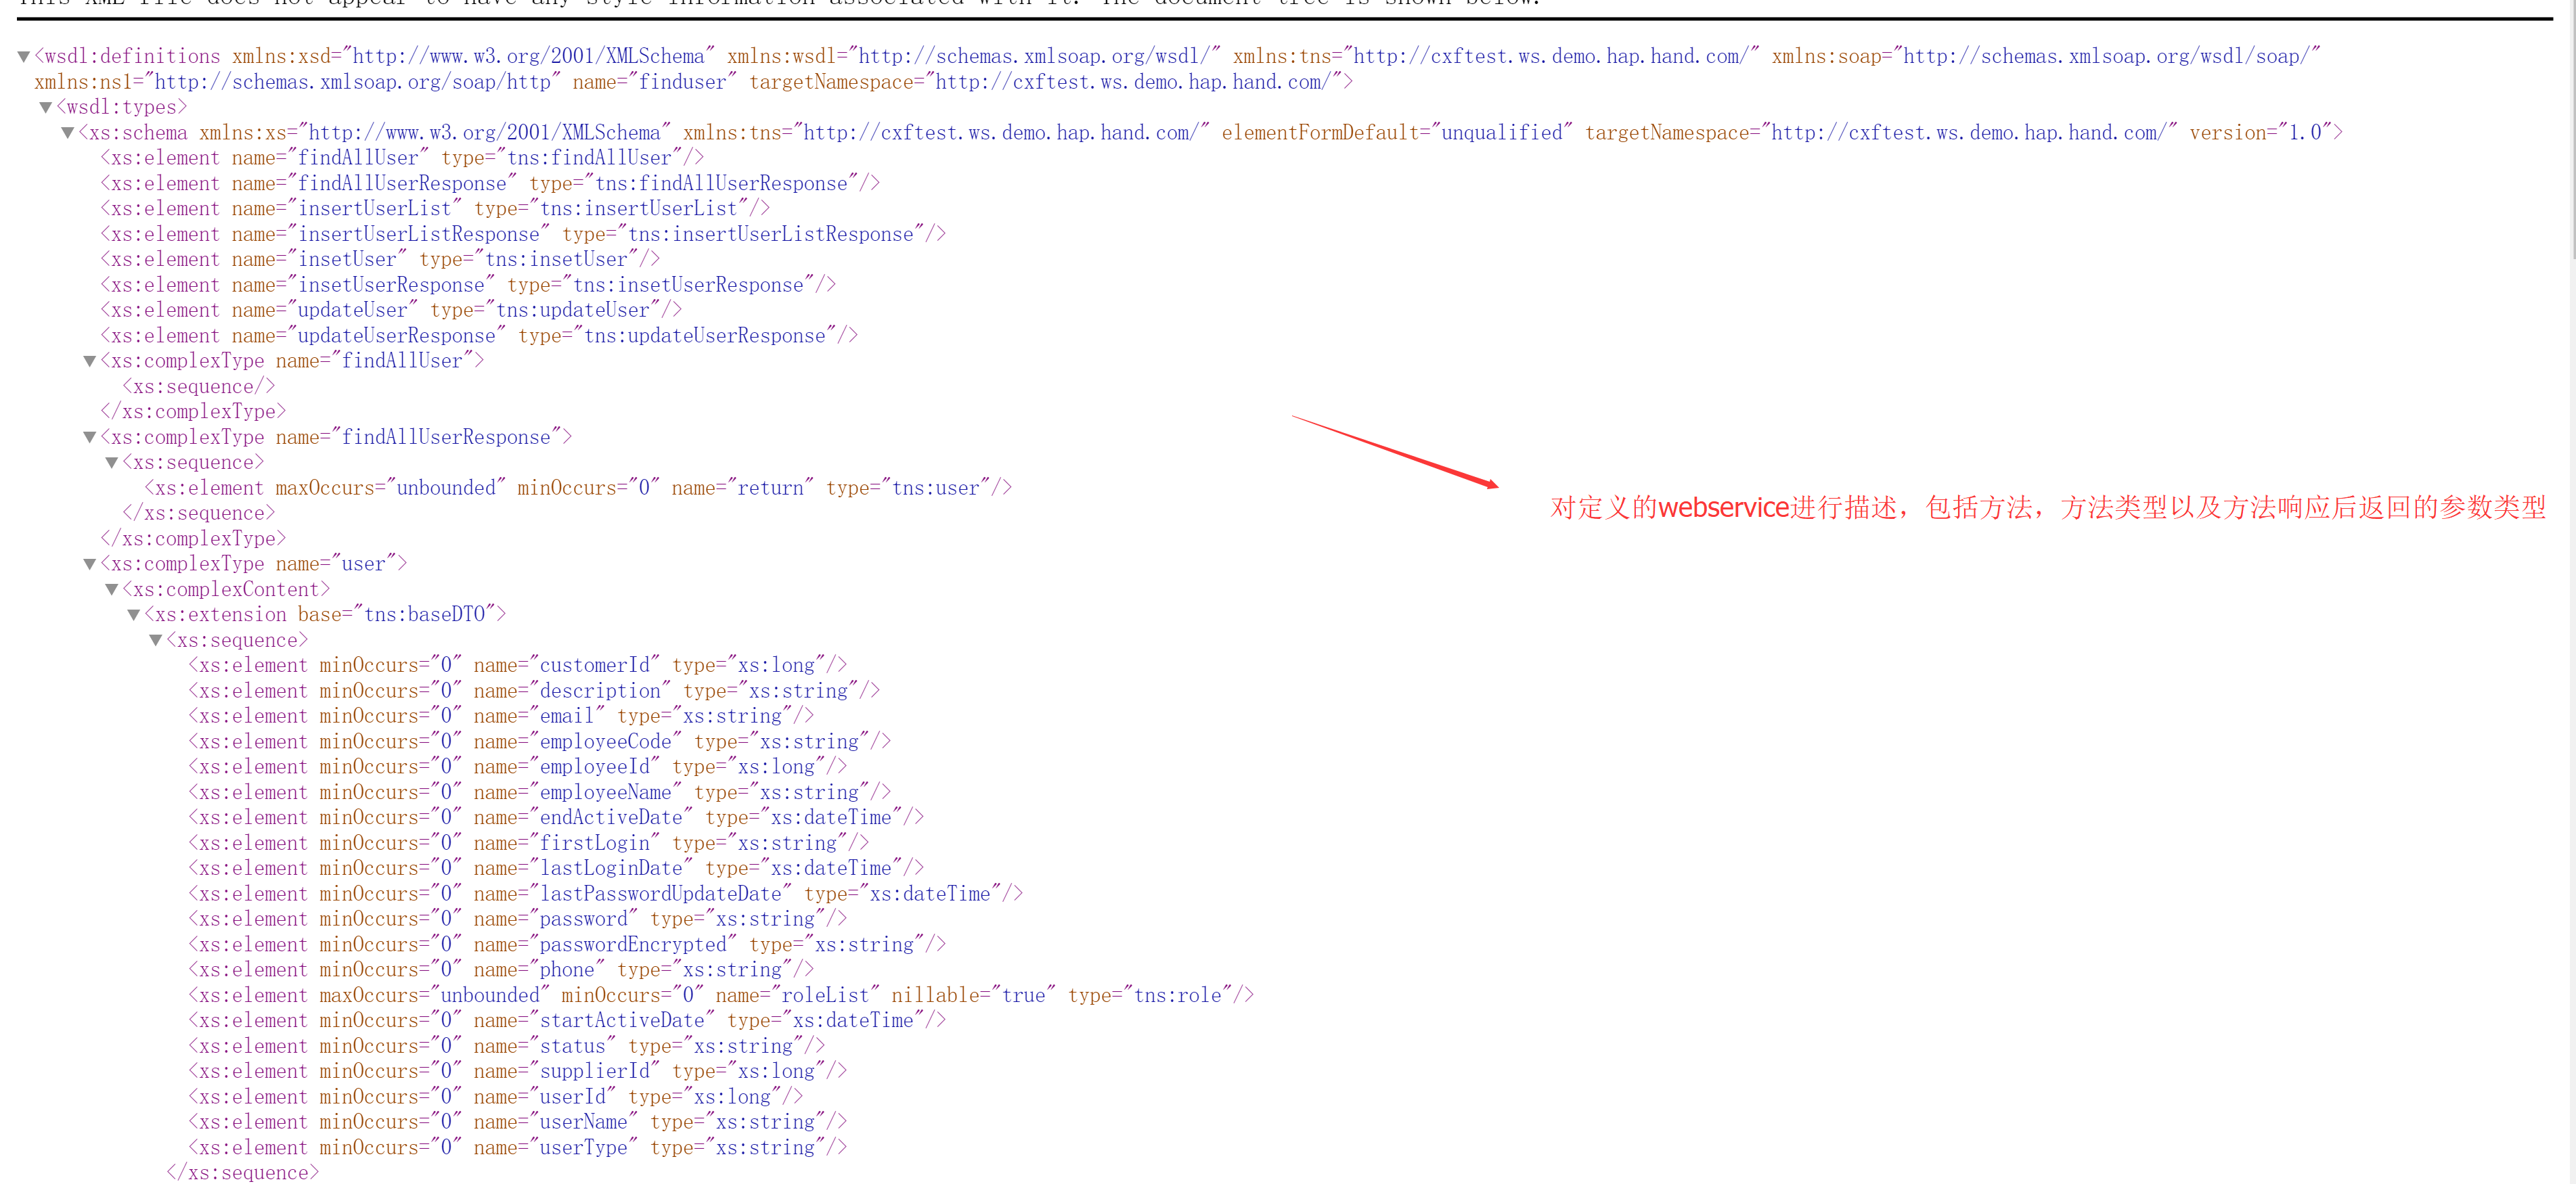 This XML file does not appear to have any style information associated with it. The document tree is shown below.
▼<wsdl:definitions xmlns:xsd="http://www.w3.org/2001/XMLSchema" xmlns:wsdl="http://schemas.xmlsoap.org/wsdl/" xmlns:tns="http://cxftest.ws.demo.hap.hand.com/" xmlns:soap="http://schemas.xmlsoap.org/wsdl/soap/"
xmlns:ns1="http://schemas.xmlsoap.org/soap/http" name="finduser" targetNamespace="http://cxftest.ws.demo.hap.hand.com/">
▼<wsdl:types>
▼<xs:schema xmlns:xs="http://www.w3.org/2001/XMLSchema" xmlns:tns="http://cxftest.ws.demo.hap.hand.com/" elementFormDefault="unqualified" targetNamespace="http://cxftest.ws.demo.hap.hand.com/" version="1.0">
<xs:element name="findAllUser" type="tns:findAllUser"/>
<xs:element name="findAllUserResponse" type="tns:findAllUserResponse"/>
<xs:element name="insertUserList" type="tns:insertUserList"/>
<xs:element name="insertUserListResponse" type="tns:insertUserListResponse"/>
<xs:element name="insetUser" type="tns:insetUser"/>
<xs:element name="insetUserResponse" type="tns:insetUserResponse"/>
<xs:element name="updateUser" type="tns:updateUser"/>
<xs:element name="updateUserResponse" type="tns:updateUserResponse"/>
▼<xs:complexType name="findAllUser">
<xs:sequence/>
</xs:complexType>
▼<xs:complexType name="findAllUserResponse">
▼<xs:sequence>
<xs:element maxOccurs="unbounded" minOccurs="0" name="return" type="tns:user"/>
对定义的webservice进行描述，包括方法，方法类型以及方法响应后返回的参数类型
</xs:sequence>
</xs:complexType>
▼<xs:complexType name="user">
▼<xs:complexContent>
▼<xs:extension base="tns:baseDTO">
▼<xs:sequence>
<xs:element minOccurs="0" name="customerId" type="xs:long"/>
<xs:element minOccurs="0" name="description" type="xs:string"/>
<xs:element minOccurs="0" name="email" type="xs:string"/>
<xs:element minOccurs="0" name="employeeCode" type="xs:string"/>
<xs:element minOccurs="0" name="employeeId" type="xs:long"/>
<xs:element minOccurs="0" name="employeeName" type="xs:string"/>
<xs:element minOccurs="0" name="endActiveDate" type="xs:dateTime"/>
<xs:element minOccurs="0" name="firstLogin" type="xs:string"/>
<xs:element minOccurs="0" name="lastLoginDate" type="xs:dateTime"/>
<xs:element minOccurs="0" name="lastPasswordUpdateDate" type="xs:dateTime"/>
<xs:element minOccurs="0" name="password" type="xs:string"/>
<xs:element minOccurs="0" name="passwordEncrypted" type="xs:string"/>
<xs:element minOccurs="0" name="phone" type="xs:string"/>
<xs:element maxOccurs="unbounded" minOccurs="0" name="roleList" nillable="true" type="tns:role"/>
<xs:element minOccurs="0" name="startActiveDate" type="xs:dateTime"/>
<xs:element minOccurs="0" name="status" type="xs:string"/>
<xs:element minOccurs="0" name="supplierId" type="xs:long"/>
<xs:element minOccurs="0" name="userId" type="xs:long"/>
<xs:element minOccurs="0" name="userName" type="xs:string"/>
<xs:element minOccurs="0" name="userType" type="xs:string"/>
</xs:sequence>